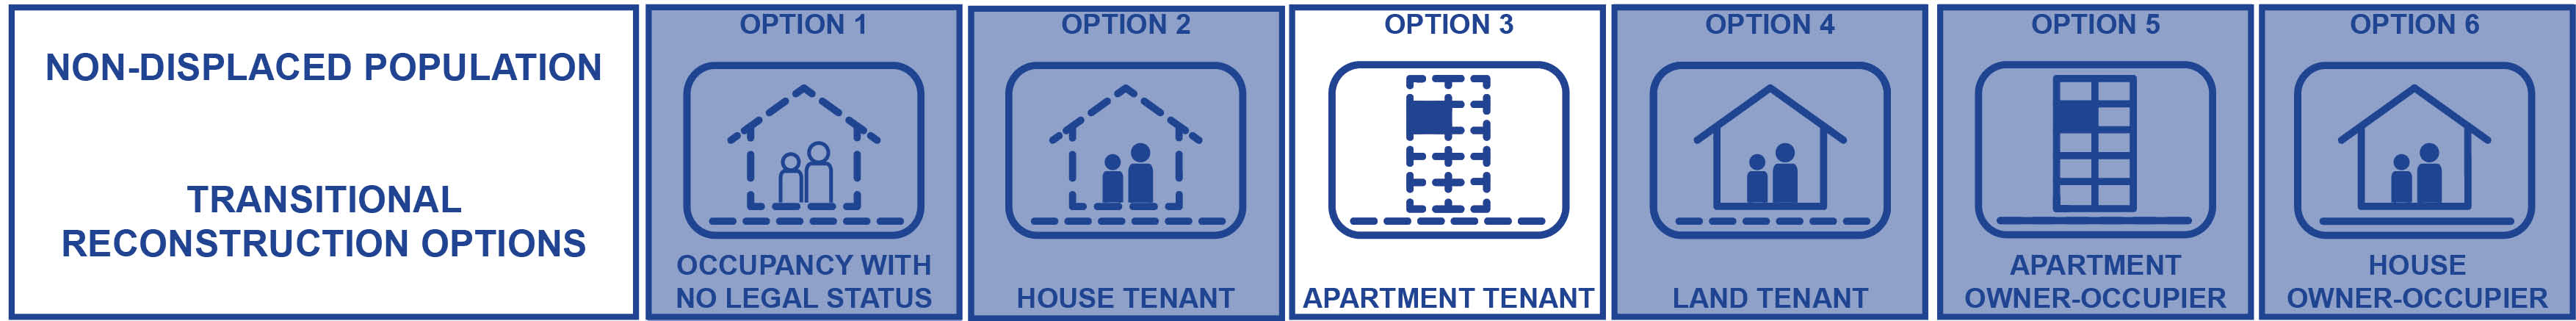 NON-DISPLACED POPULATION
TRANSITIONAL
RECONSTRUCTION OPTIONS
OPTION 1
OCCUPANCY WITH
NO LEGAL STATUS
OPTION 2
HOUSE TENANT
OPTION 3
APARTMENT TENANT
OPTION 4
LAND TENANT
OPTION 5
APARTMENT
OWNER-OCCUPIER
OPTION 6
HOUSE
OWNER-OCCUPIER